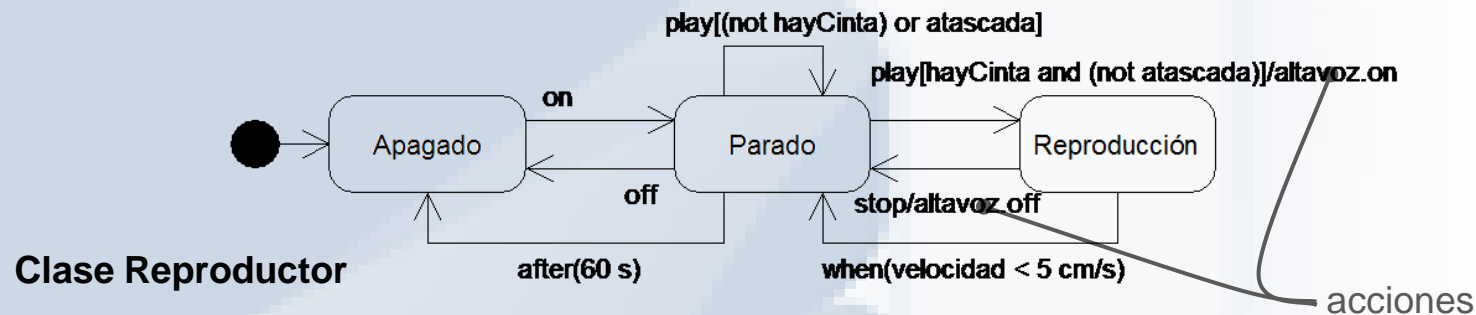 play[(not hayCinta) or atascada]
play[hayCinta and (not atascada)]/altavoz.on
on
Apagado
Parado
Reproducción
off
stop/altavoz.off
Clase Reproductor
after(60 s)
when(velocidad < 5 cm/s)
acciones